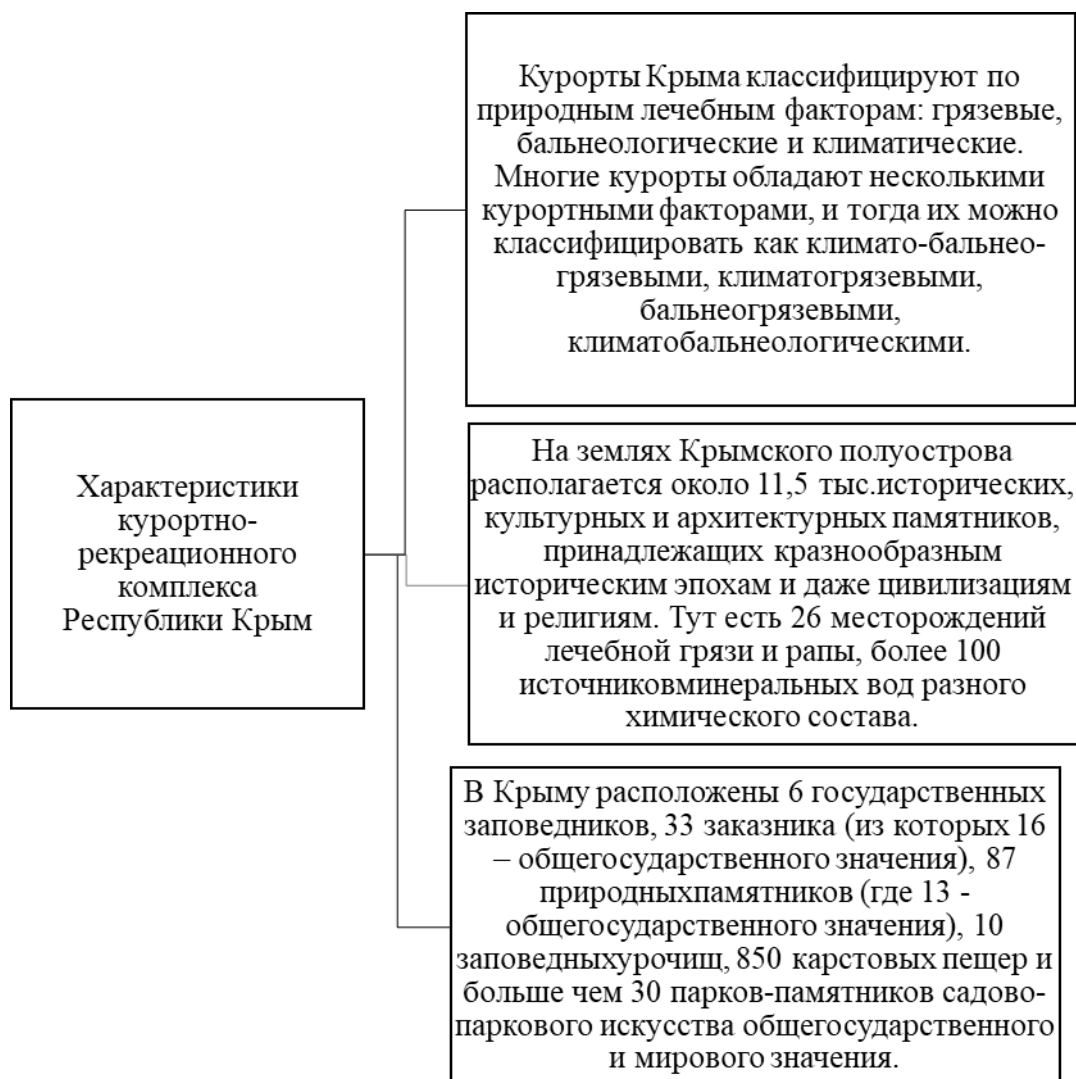 Характеристики
курортно-
рекреационного
комплекса
Республики Крым
Курорты Крыма классифицируют по
природным лечебным факторам: грязевые,
бальнеологические и климатические.
Многие курорты обладают несколькими
курортными факторами, и тогда их можно
классифицировать как климато-бальнео-
грязевыми, климатогрязевыми,
бальнеогрязевыми,
климатобальнеологическими.
На землях Крымского полуострова
располагается около 11,5 тыс.исторических,
культурных и архитектурных памятников,
принадлежащих кразнообразным
историческим эпохам и даже цивилизациям
и религиям. Тут есть 26 месторождений
лечебной грязи и рапы, более 100
источниковминеральных вод разного
химического состава.
В Крыму расположены 6 государственных
заповедников, 33 заказника (из которых 16
– общегосударственного значения), 87
природныхпамятников (где 13 -
общегосударственного значения), 10
заповедныхурочищ, 850 карстовых пещер и
больше чем 30 парков-памятников садово-
паркового искусства общегосударственного
и мирового значения.